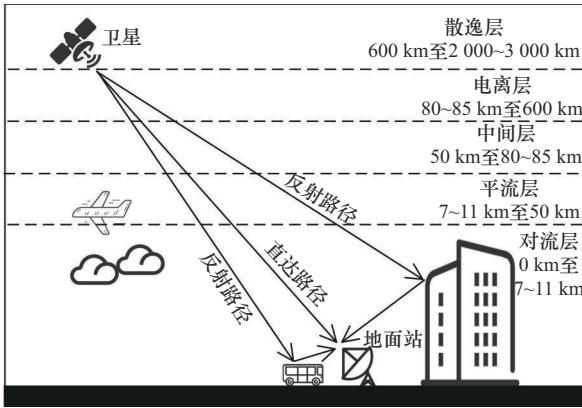 卫星
散逸层
600 km至2 000~3 000 km
电离层
80~85 km至600 km
中间层
50 km至80~85 km
平流层
7~11 km至50 km
对流层
0 km至
7~11 km
反射路径
直达路径
反射路径
地面站